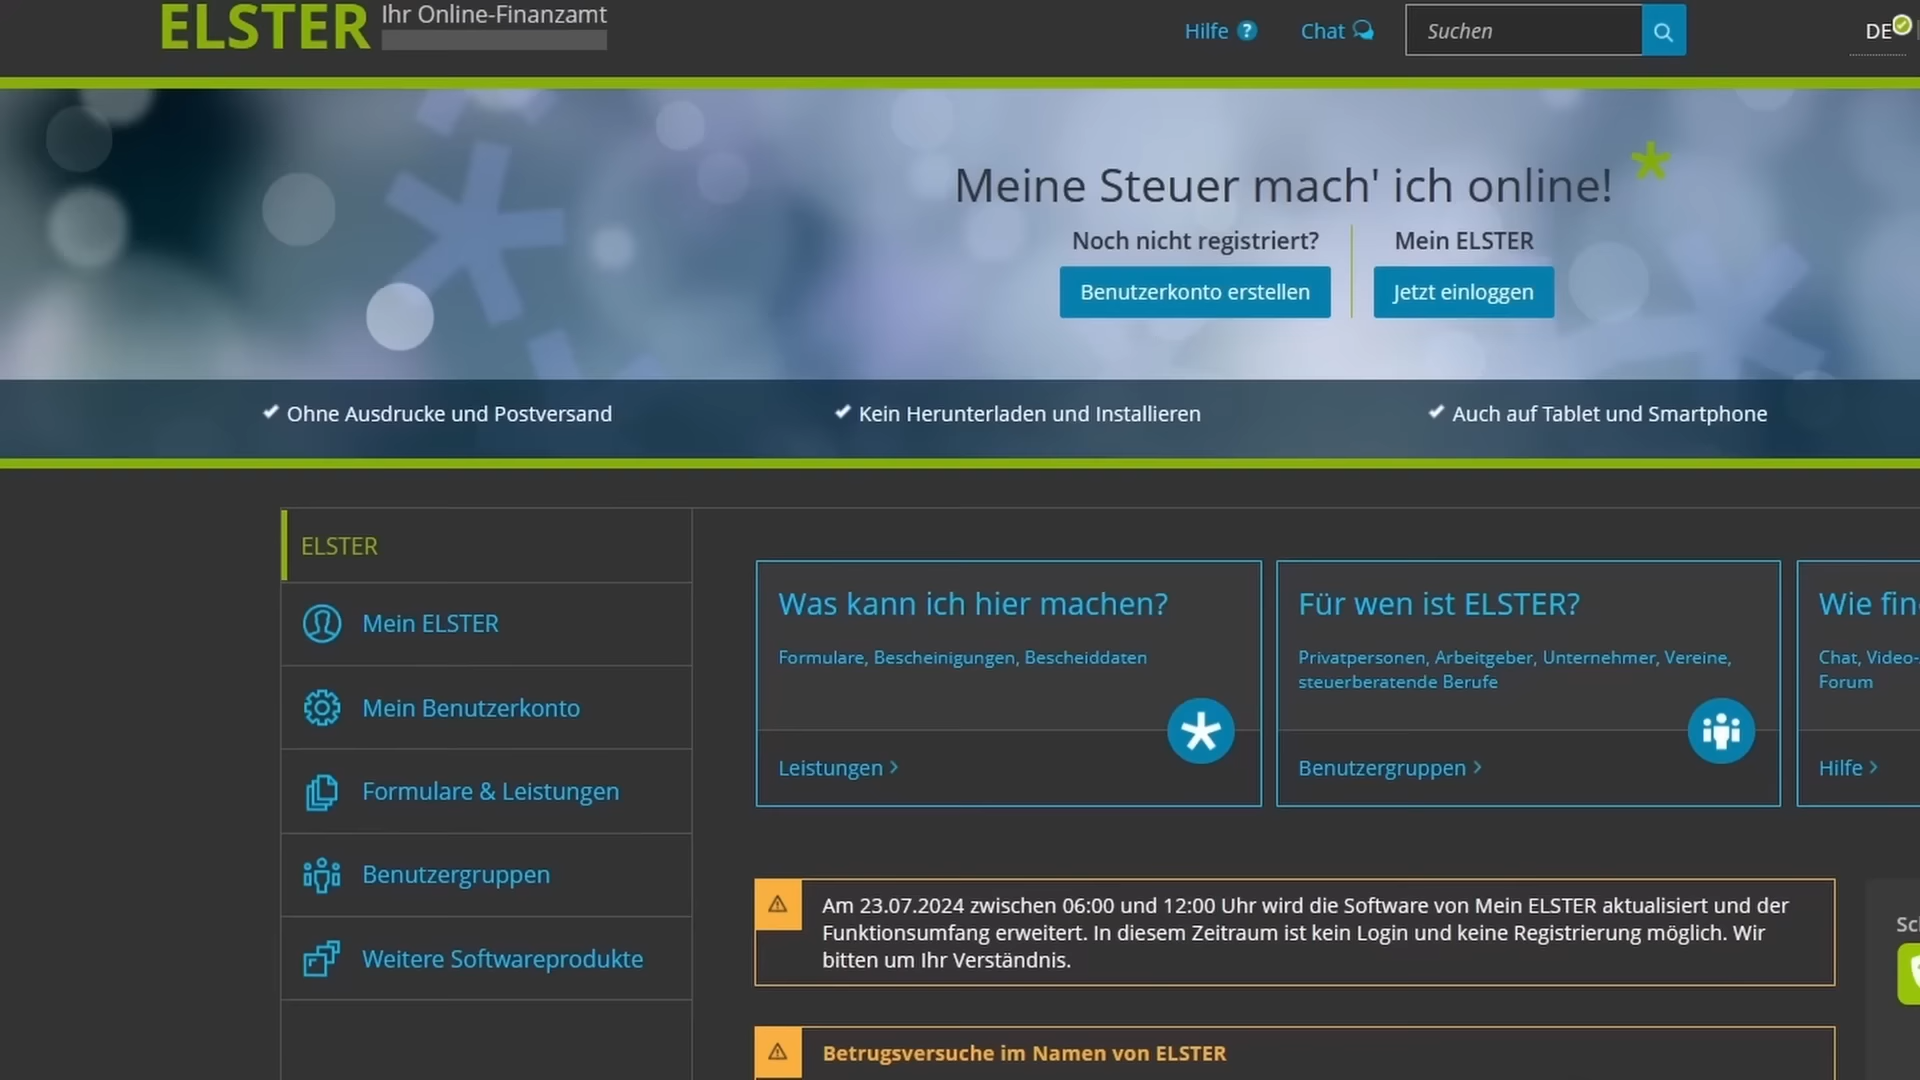 ELSTER
Ihr Online-Finanzamt
Hilfe ?
Chat
Suchen
DE
Meine Steuer mach' ich online!
Noch nicht registriert?
Mein ELSTER
Benutzerkonto erstellen
Jetzt einloggen
Ohne Ausdrucke und Postversand
Kein Herunterladen und Installieren
Auch auf Tablet und Smartphone
ELSTER
Mein ELSTER
Mein Benutzerkonto
Formulare & Leistungen
Benutzergruppen
Weitere Softwareprodukte
Was kann ich hier machen?
Formulare, Bescheinigungen, Bescheiddaten
Leistungen
Für wen ist ELSTER?
Privatpersonen, Arbeitgeber, Unternehmer, Vereine,
steuerberatende Berufe
Benutzergruppen
Wie fin
Chat, Video-
Forum
Hilfe
Am 23.07.2024 zwischen 06:00 und 12:00 Uhr wird die Software von Mein ELSTER aktualisiert und der
Funktionsumfang erweitert. In diesem Zeitraum ist kein Login und keine Registrierung möglich. Wir
bitten um Ihr Verständnis.
Betrugsversuche im Namen von ELSTER